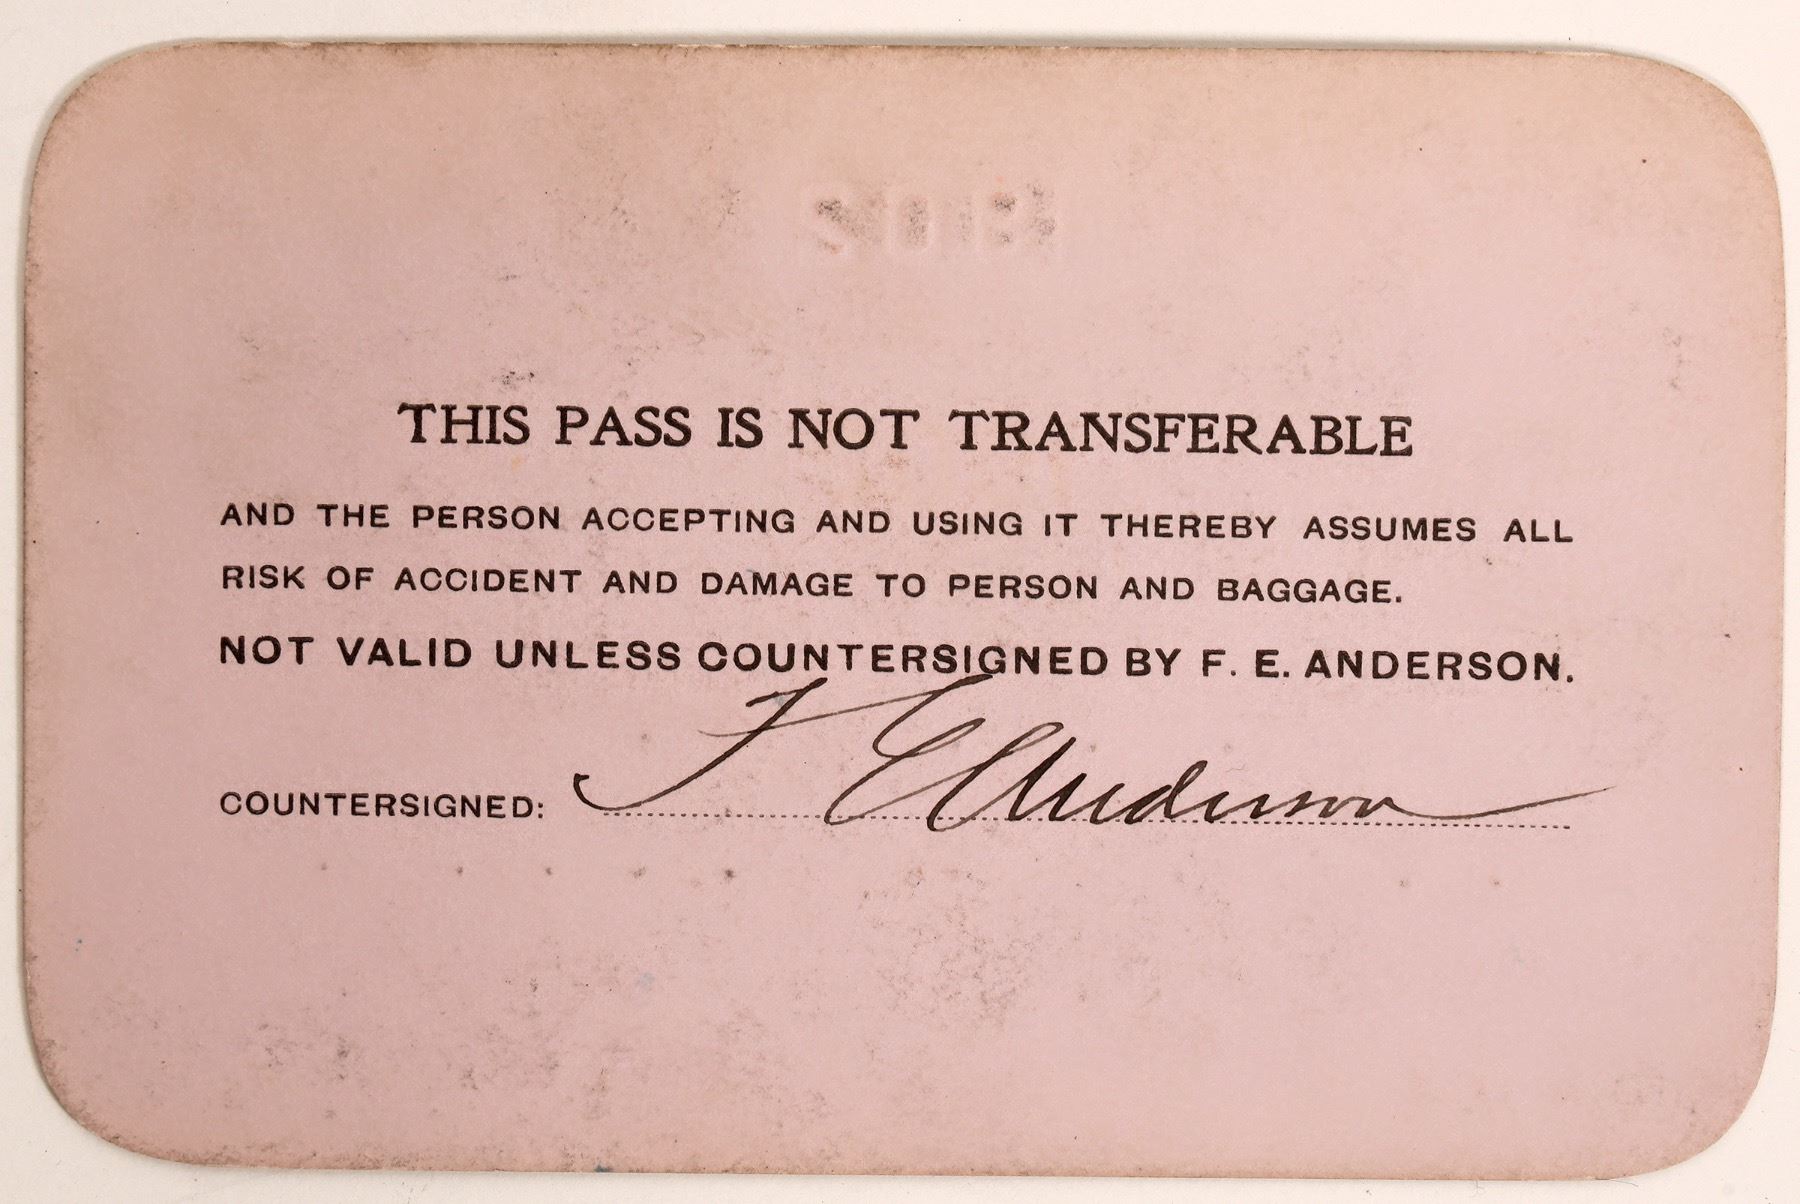 THIS PASS IS NOT TRANSFERABLE
AND THE PERSON ACCEPTING AND USING IT THEREBY ASSUMES ALL
RISK OF ACCIDENT AND DAMAGE TO PERSON AND BAGGAGE.
NOT VALID UNLESS COUNTERSIGNED BY F. E. ANDERSON.
COUNTERSIGNED: F E Anderson